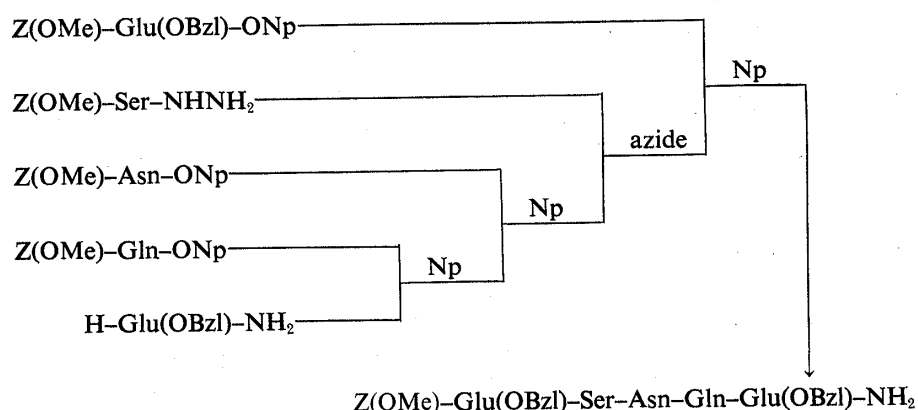 Z(OMe)–Glu(OBzl)–ONp
Np
Z(OMe)–Ser–NHNH₂
azide
Z(OMe)–Asn–ONp
Np
Z(OMe)–Gln–ONp
Np
H–Glu(OBzl)–NH₂
Z(OMe)–Glu(OBzl)–Ser–Asn–Gln–Glu(OBzl)–NH₂